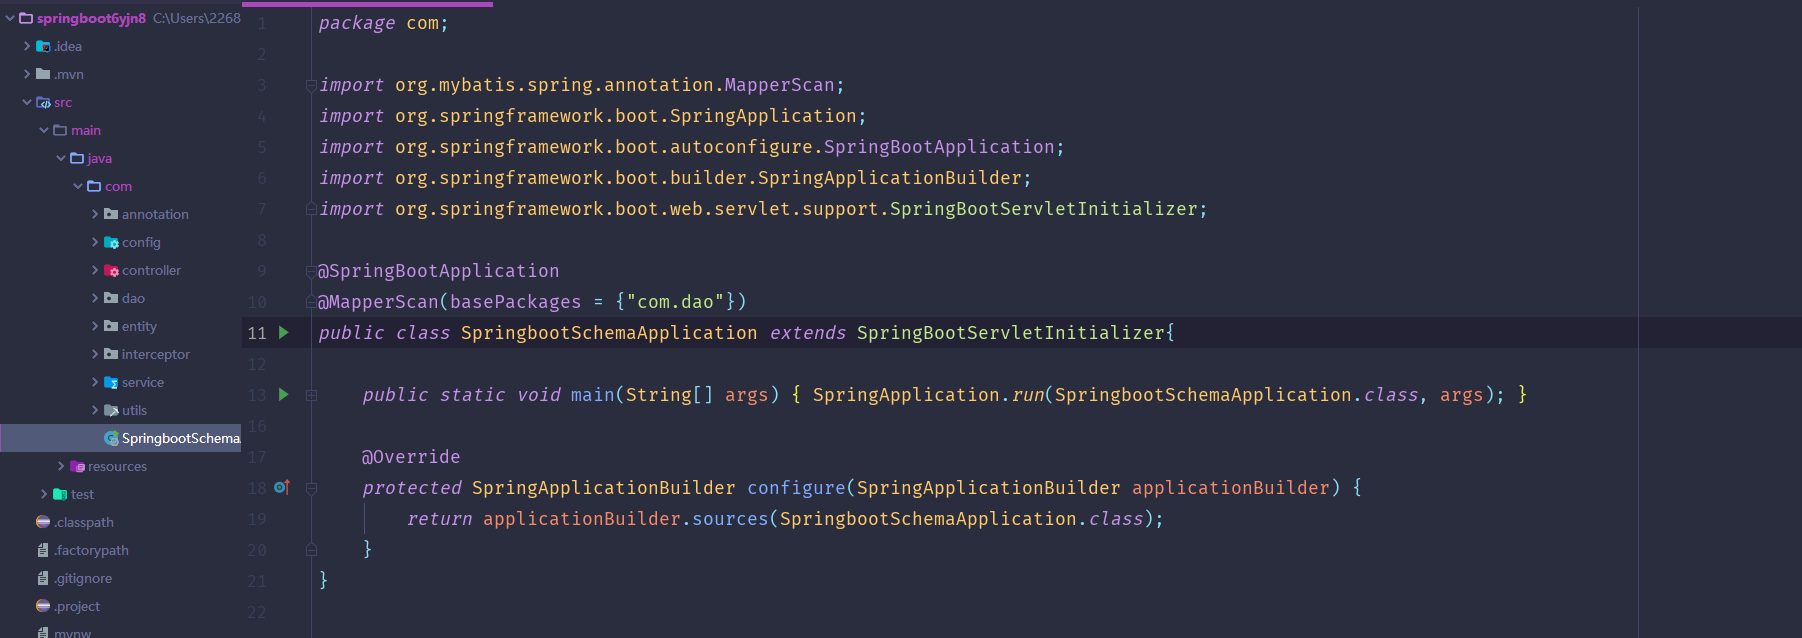 springboot6yjn8 C:\Users\2268
.idea
.mvn
src
main
java
com
annotation
config
controller
dao
entity
interceptor
service
utils
SpringbootSchema
resources
test
.classpath
.factorypath
.gitignore
.project
mvnw
1 package com;
2
3 import org.mybatis.spring.annotation.MapperScan;
4 import org.springframework.boot.SpringApplication;
5 import org.springframework.boot.autoconfigure.SpringBootApplication;
6 import org.springframework.boot.builder.SpringApplicationBuilder;
7 import org.springframework.boot.web.servlet.support.SpringBootServletInitializer;
8
9 @SpringBootApplication
10 @MapperScan(basePackages = {"com.dao"})
11 public class SpringbootSchemaApplication extends SpringBootServletInitializer{
12
13 public static void main(String[] args) { SpringApplication.run(SpringbootSchemaApplication.class, args); }
16
17 @Override
18 protected SpringApplicationBuilder configure(SpringApplicationBuilder applicationBuilder) {
19 return applicationBuilder.sources(SpringbootSchemaApplication.class);
20 }
21 }
22